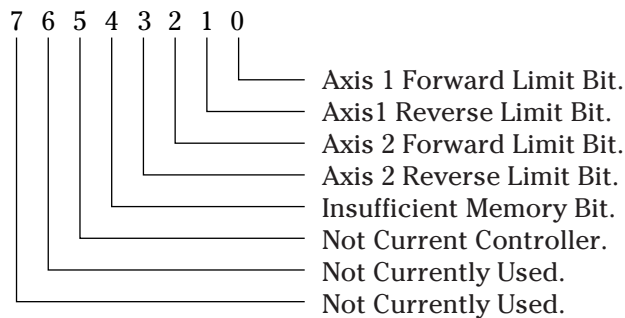 7 6 5 4 3 2 1 0
Axis 1 Forward Limit Bit.
Axis1 Reverse Limit Bit.
Axis 2 Forward Limit Bit.
Axis 2 Reverse Limit Bit.
Insufficient Memory Bit.
Not Current Controller.
Not Currently Used.
Not Currently Used.